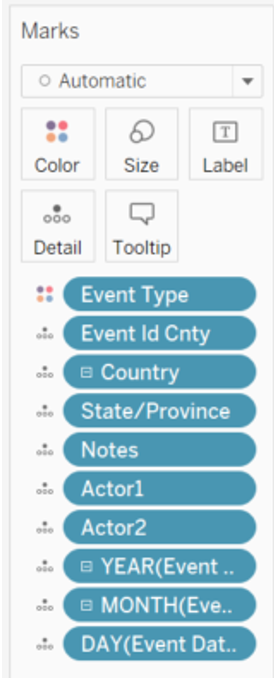 Marks
Automatic
Color Size Label
Detail Tooltip
Event Type
Event Id Cnty
Country
State/Province
Notes
Actor1
Actor2
YEAR(Event ..
MONTH(Eve..
DAY(Event Dat..